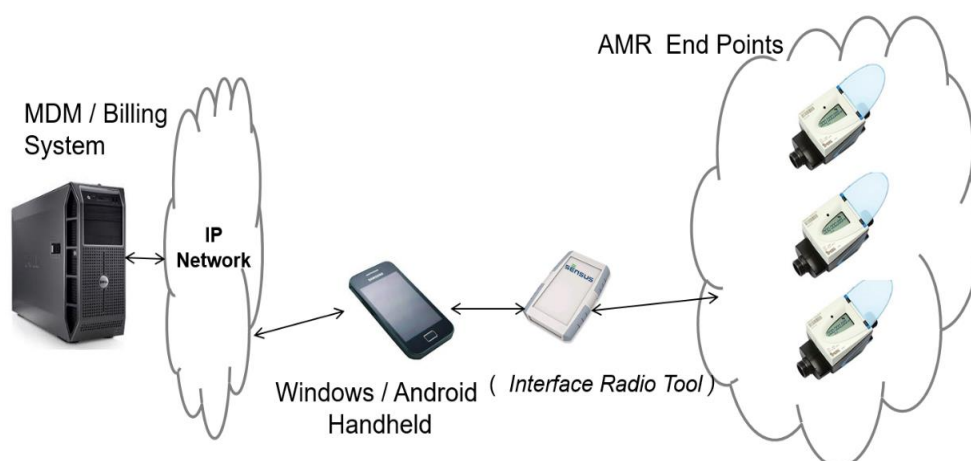 AMR End Points
MDM / Billing
System
IP
Network
SENSUS
Windows / Android
Handheld
( Interface Radio Tool )